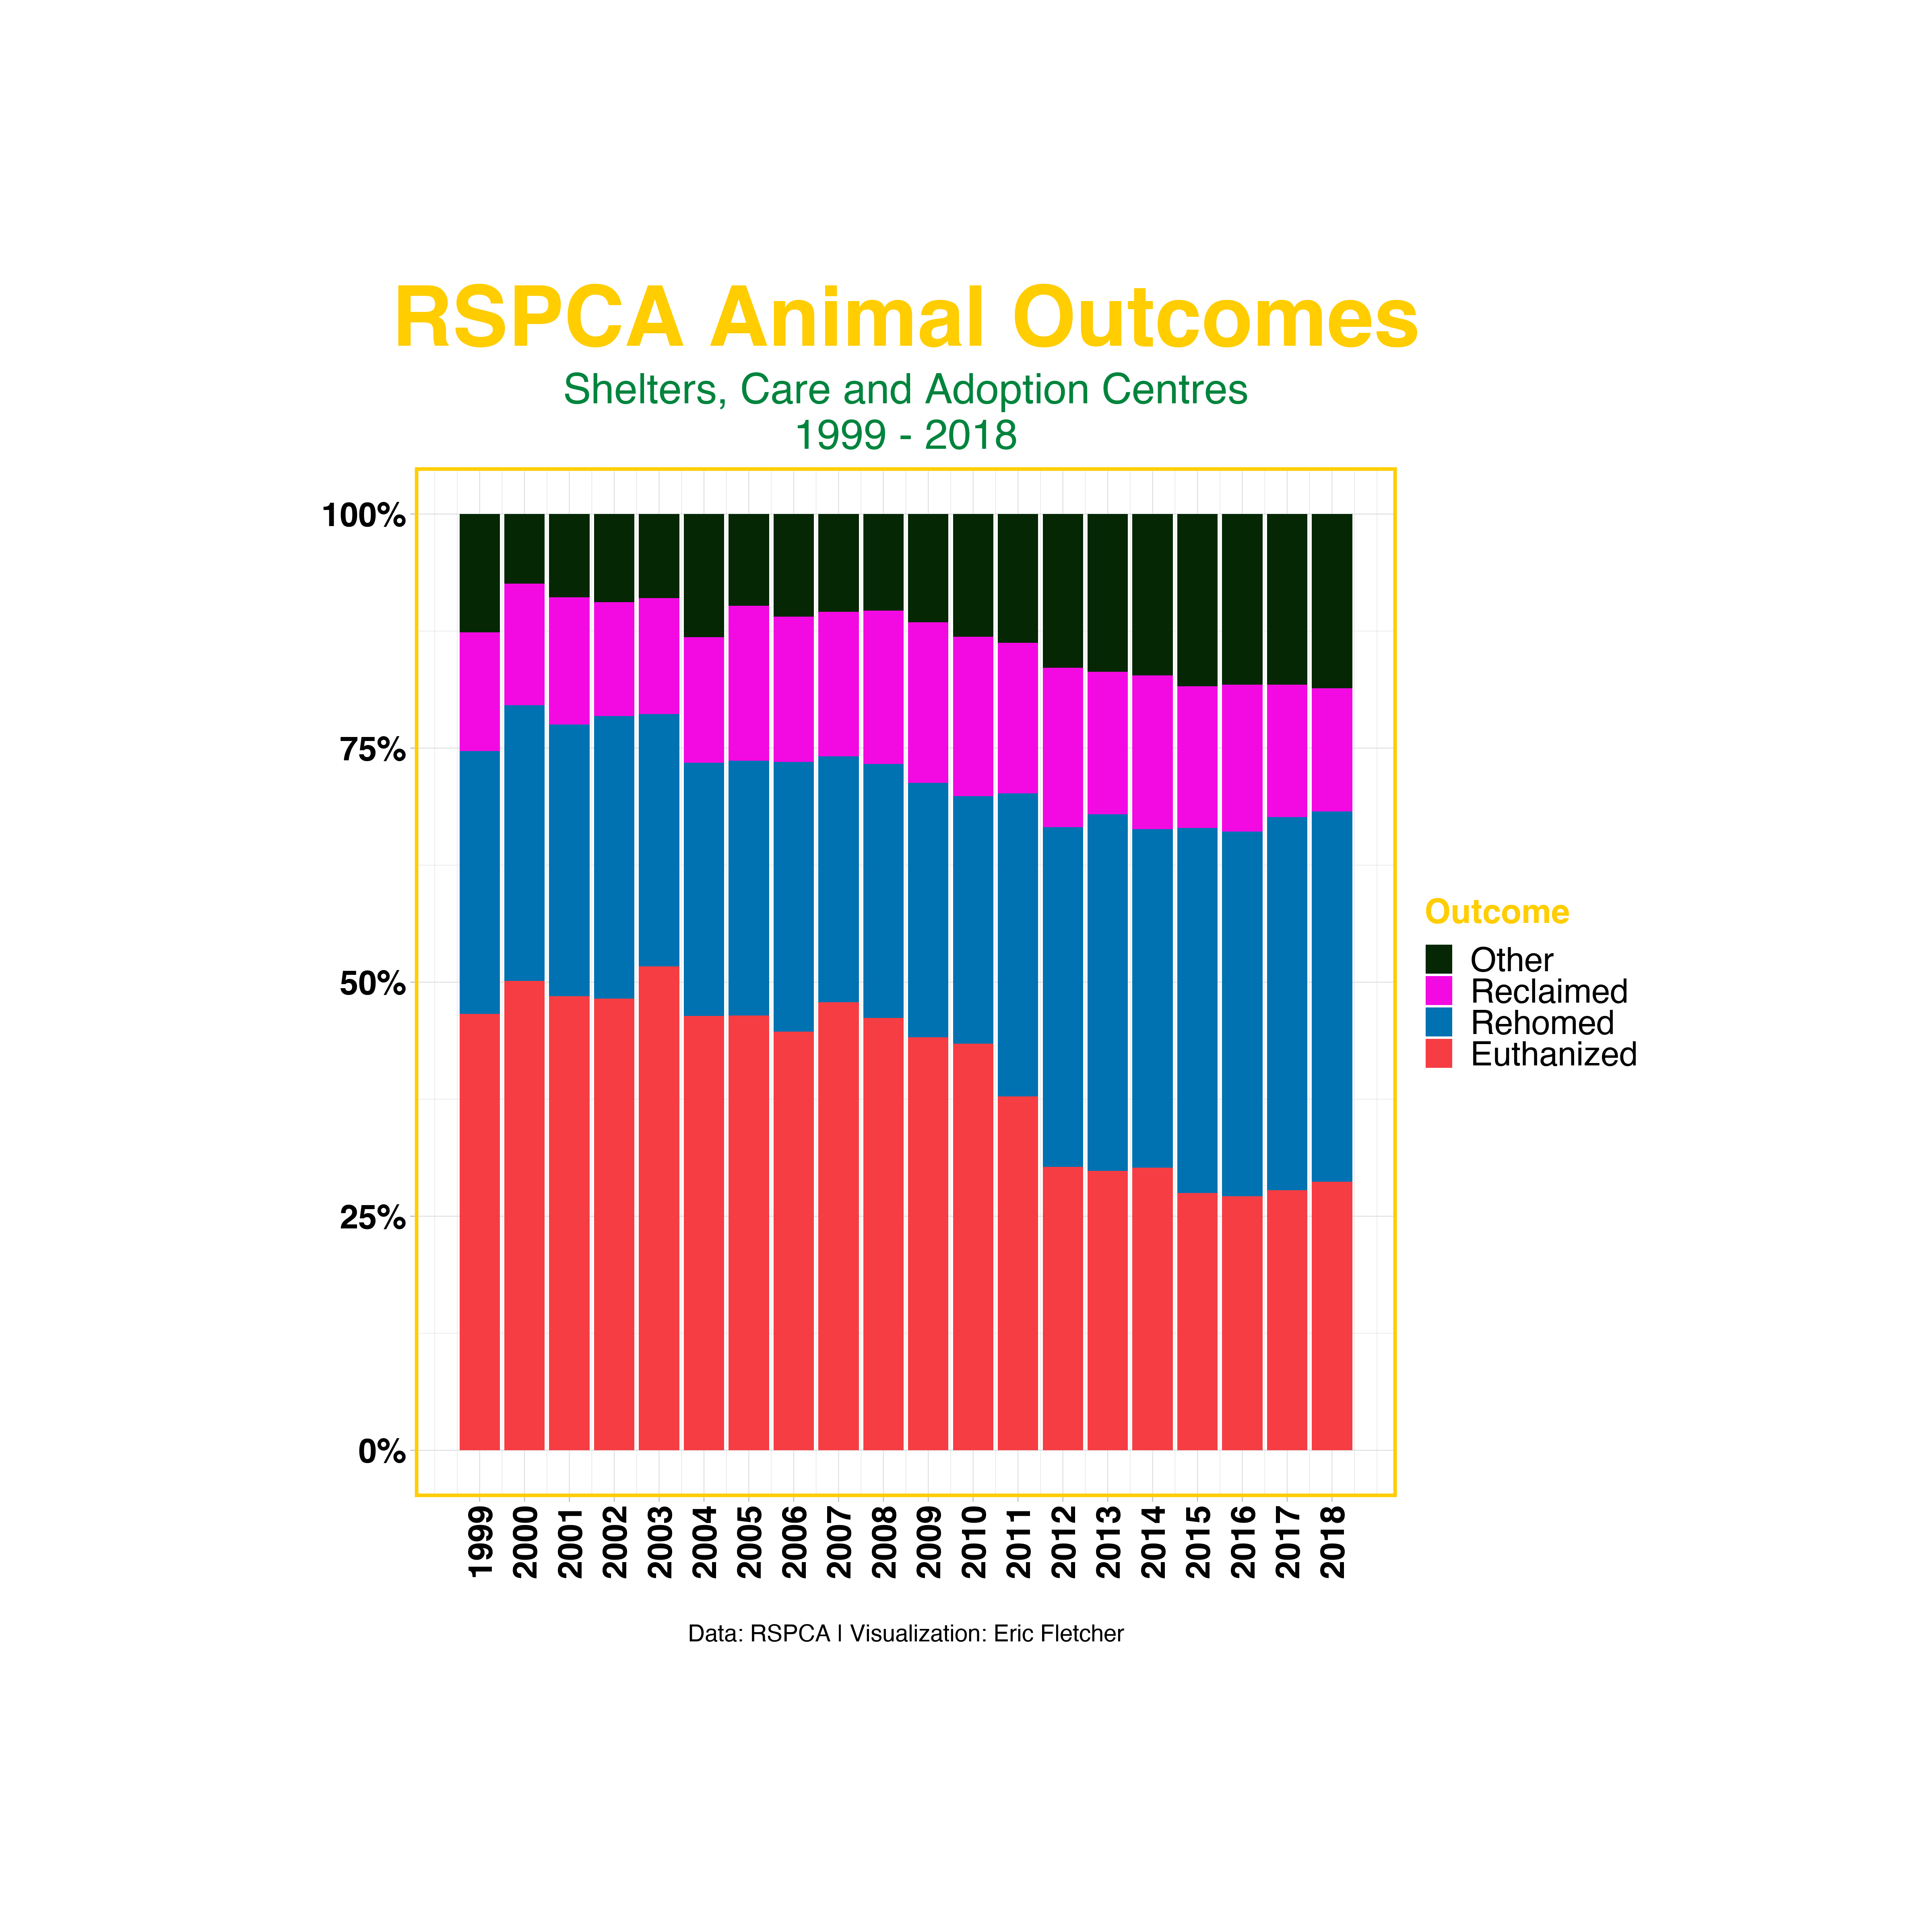 RSPCA Animal Outcomes
Shelters, Care and Adoption Centres
1999 - 2018
100%
75%
50%
25%
0%
1999
2000
2001
2002
2003
2004
2005
2006
2007
2008
2009
2010
2011
2012
2013
2014
2015
2016
2017
2018
Outcome
Other
Reclaimed
Rehomed
Euthanized
Data: RSPCA | Visualization: Eric Fletcher